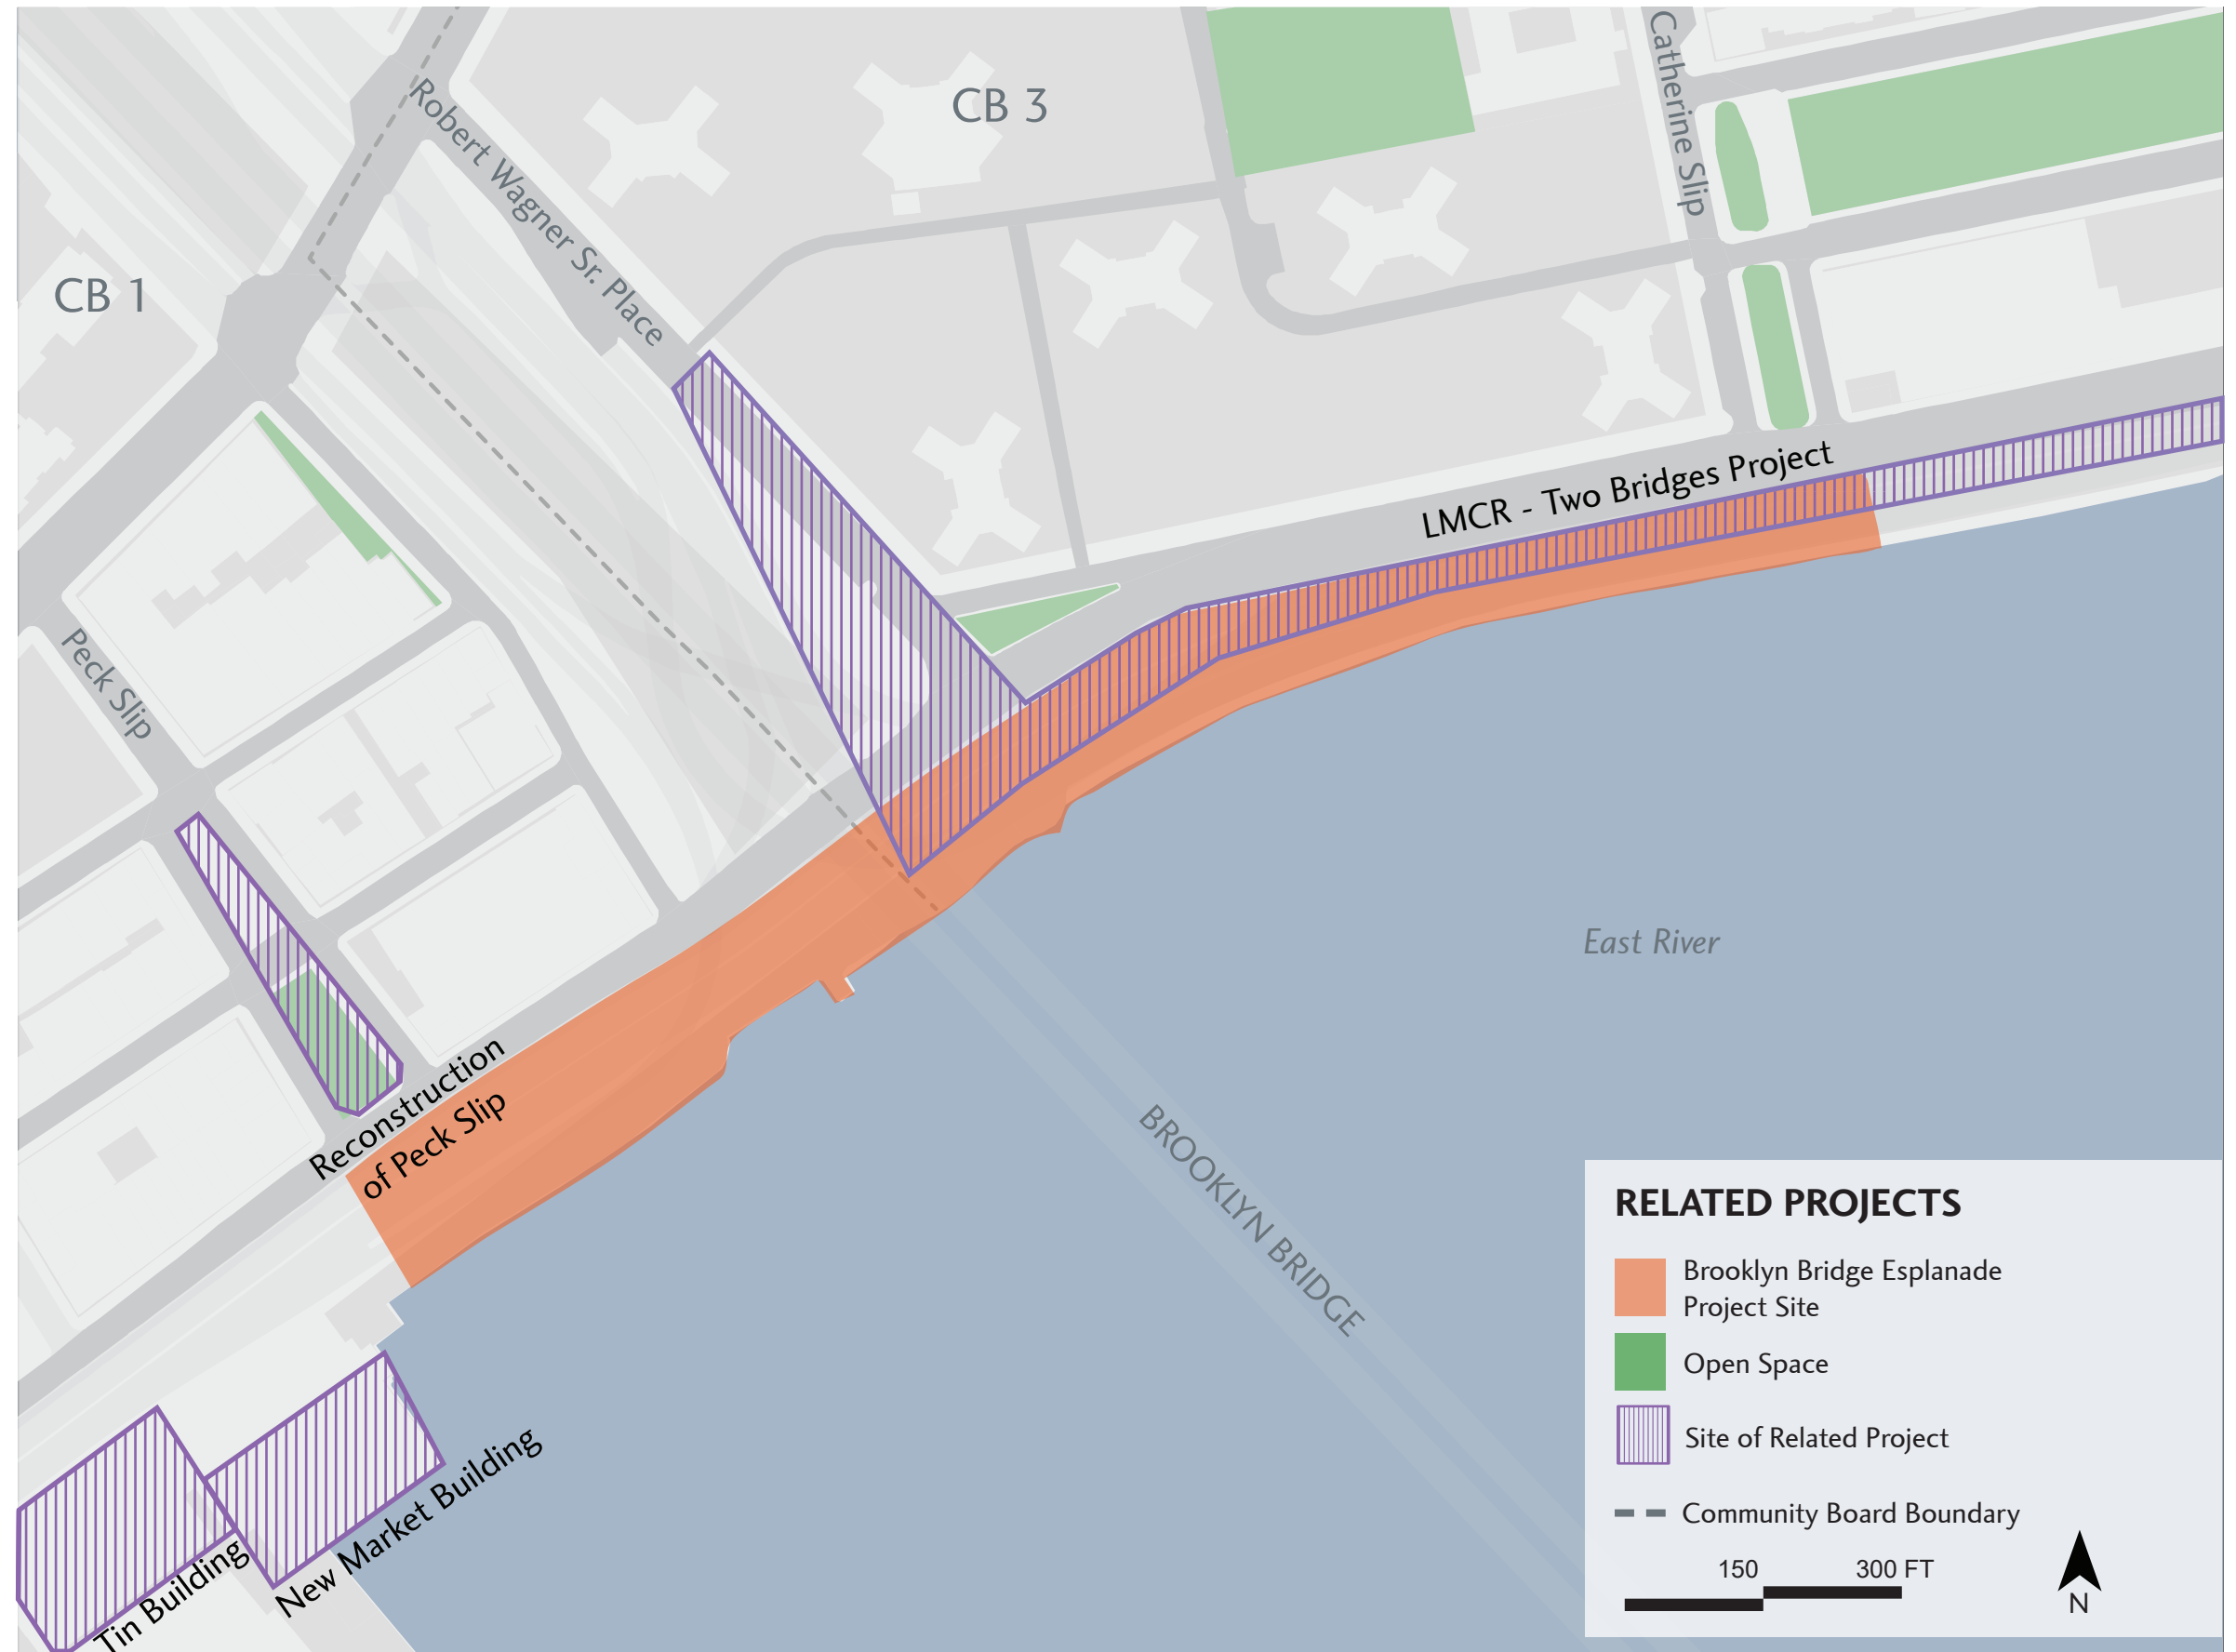 CB 3
Catherine Slip
Robert Wagner Sr. Place
CB 1
LMCR - Two Bridges Project
Peck Slip
East River
Reconstruction
of Peck Slip
BROOKLYN BRIDGE
New Market Building
Tin Building
RELATED PROJECTS
Brooklyn Bridge Esplanade
Project Site
Open Space
Site of Related Project
Community Board Boundary
150 300 FT
N